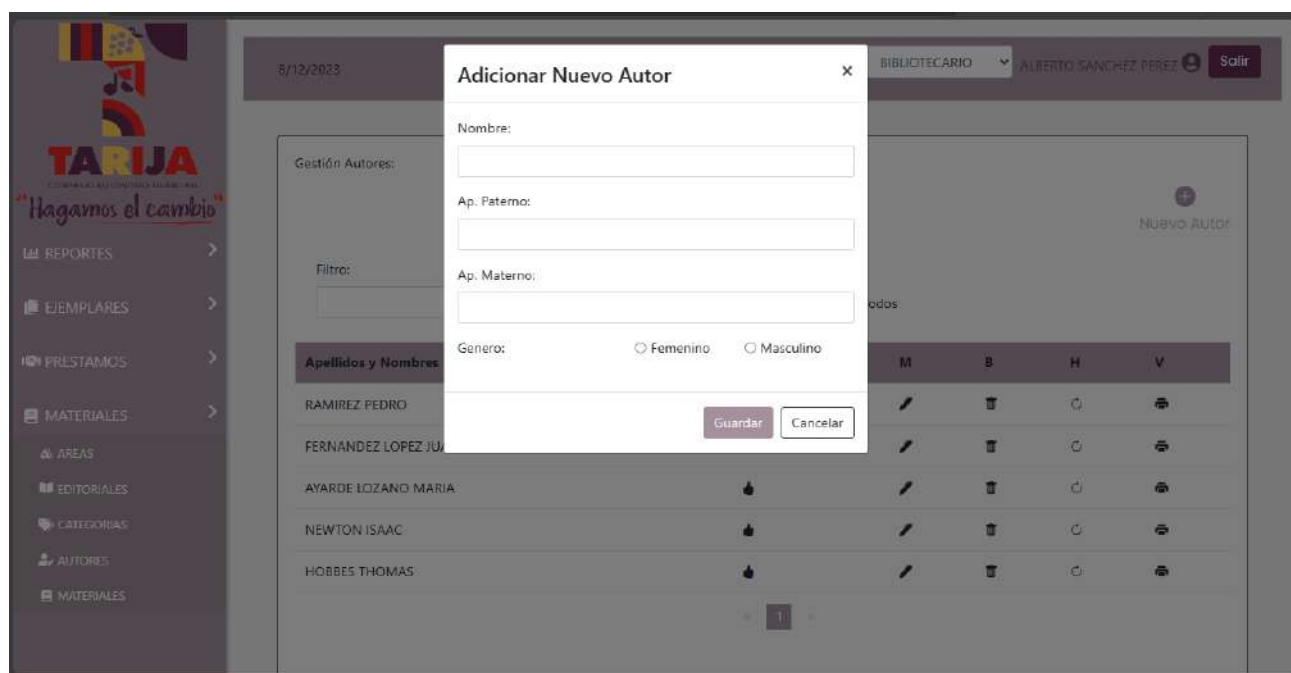 TARIJA
"Hagamos el cambio"
REPORTES
EJEMPLARES
PRESTAMOS
MATERIALES
AREAS
EDITORIALES
CATEGORIAS
AUTORES
MATERIALES
8/12/2023
BIBLIOTECARIO
ALBERTO SANCHEZ PEREZ
Salir
Gestión Autores:
Nuevo Autor
Filtro:
odos
Adicionar Nuevo Autor
×
Nombre:
Ap. Paterno:
Ap. Materno:
Genero: Femenino Masculino
Guardar Cancelar
Apellidos y Nombres M B H V
RAMIREZ PEDRO
FERNANDEZ LOPEZ JUA
AYARDE LOZANO MARIA
NEWTON ISAAC
HOBBES THOMAS
« 1 »